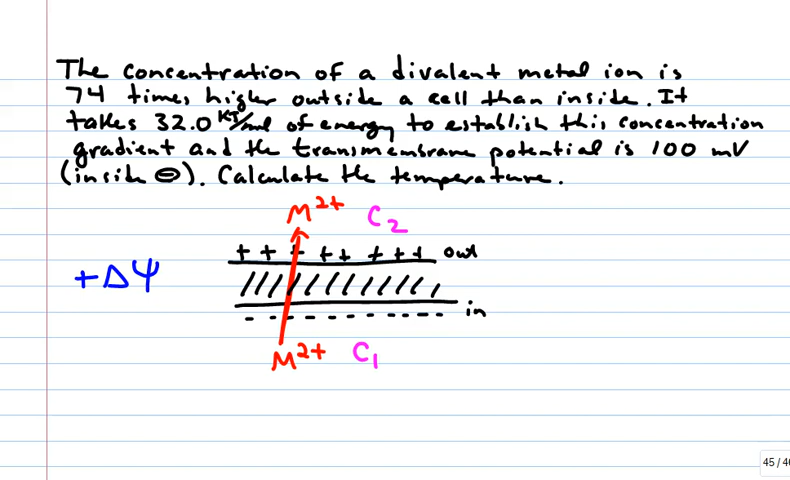 The concentration of a divalent metal ion is
74 times higher outside a cell than inside. It
takes 32.0 KJ/mol of energy to establish this concentration
gradient and the transmembrane potential is 100 mV
(inside ⊖). Calculate the temperature.
M²⁺ C₂
+ + + + + + + + out
+ΔΨ
- - - - - - - - - - in
M²⁺ C₁
45 / 46